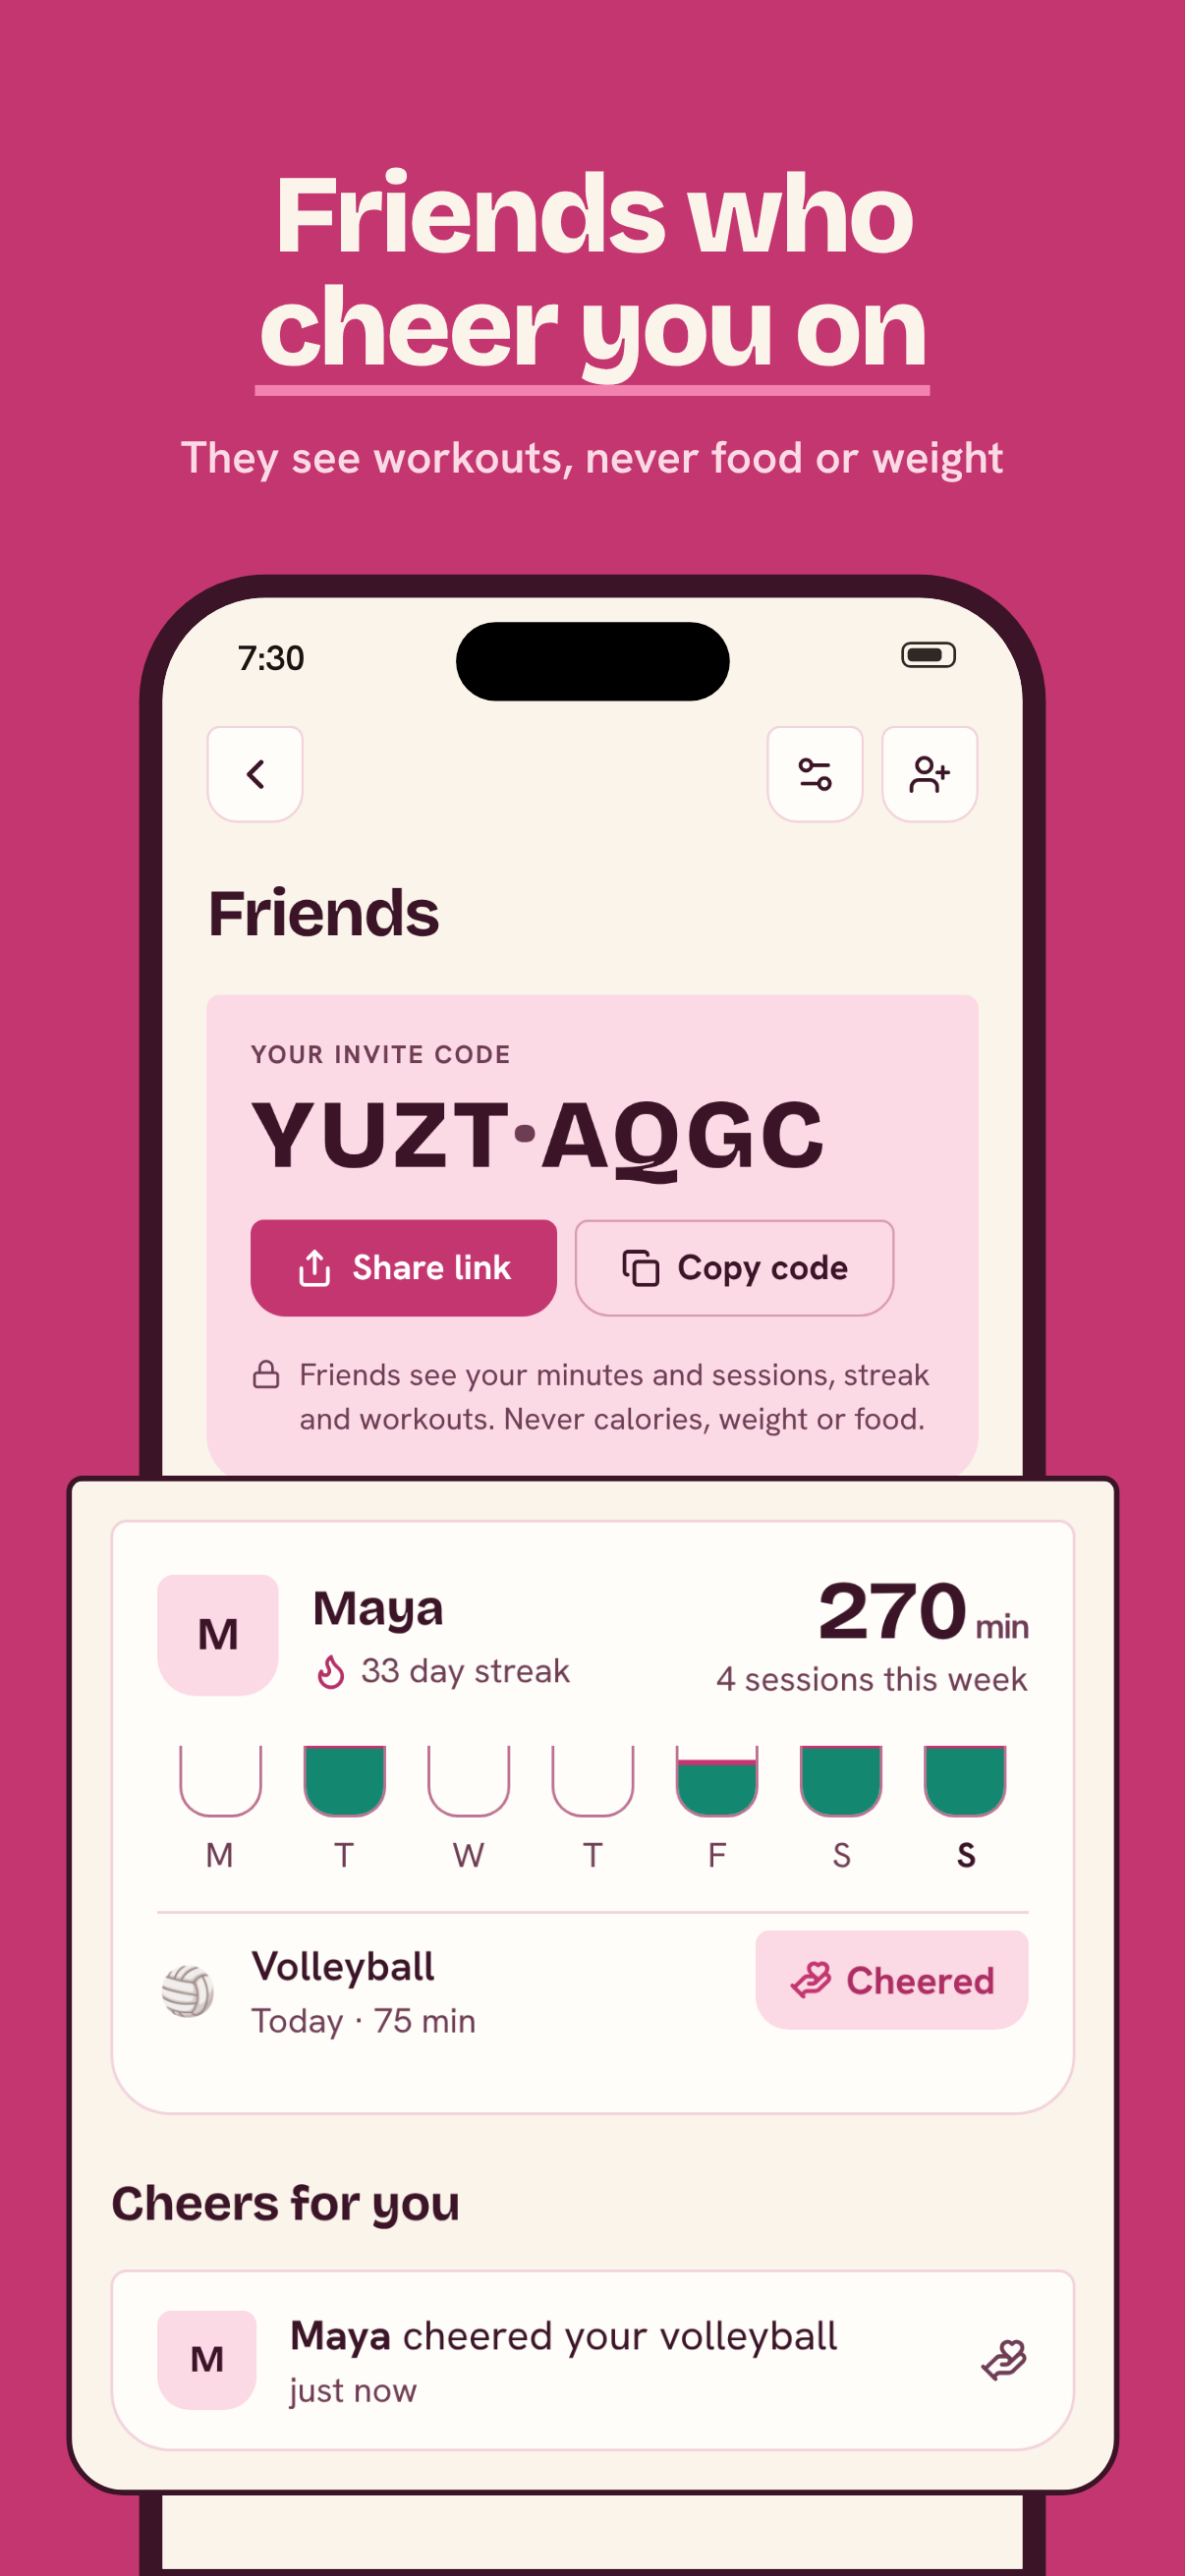 Friends who
cheer you on
They see workouts, never food or weight
7:30
Friends
YOUR INVITE CODE
YUZT·AQGC
Share link
Copy code
Friends see your minutes and sessions, streak
and workouts. Never calories, weight or food.
M
Maya
33 day streak
270 min
4 sessions this week
M T W T F S S
Volleyball
Today · 75 min
Cheered
Cheers for you
M
Maya cheered your volleyball
just now